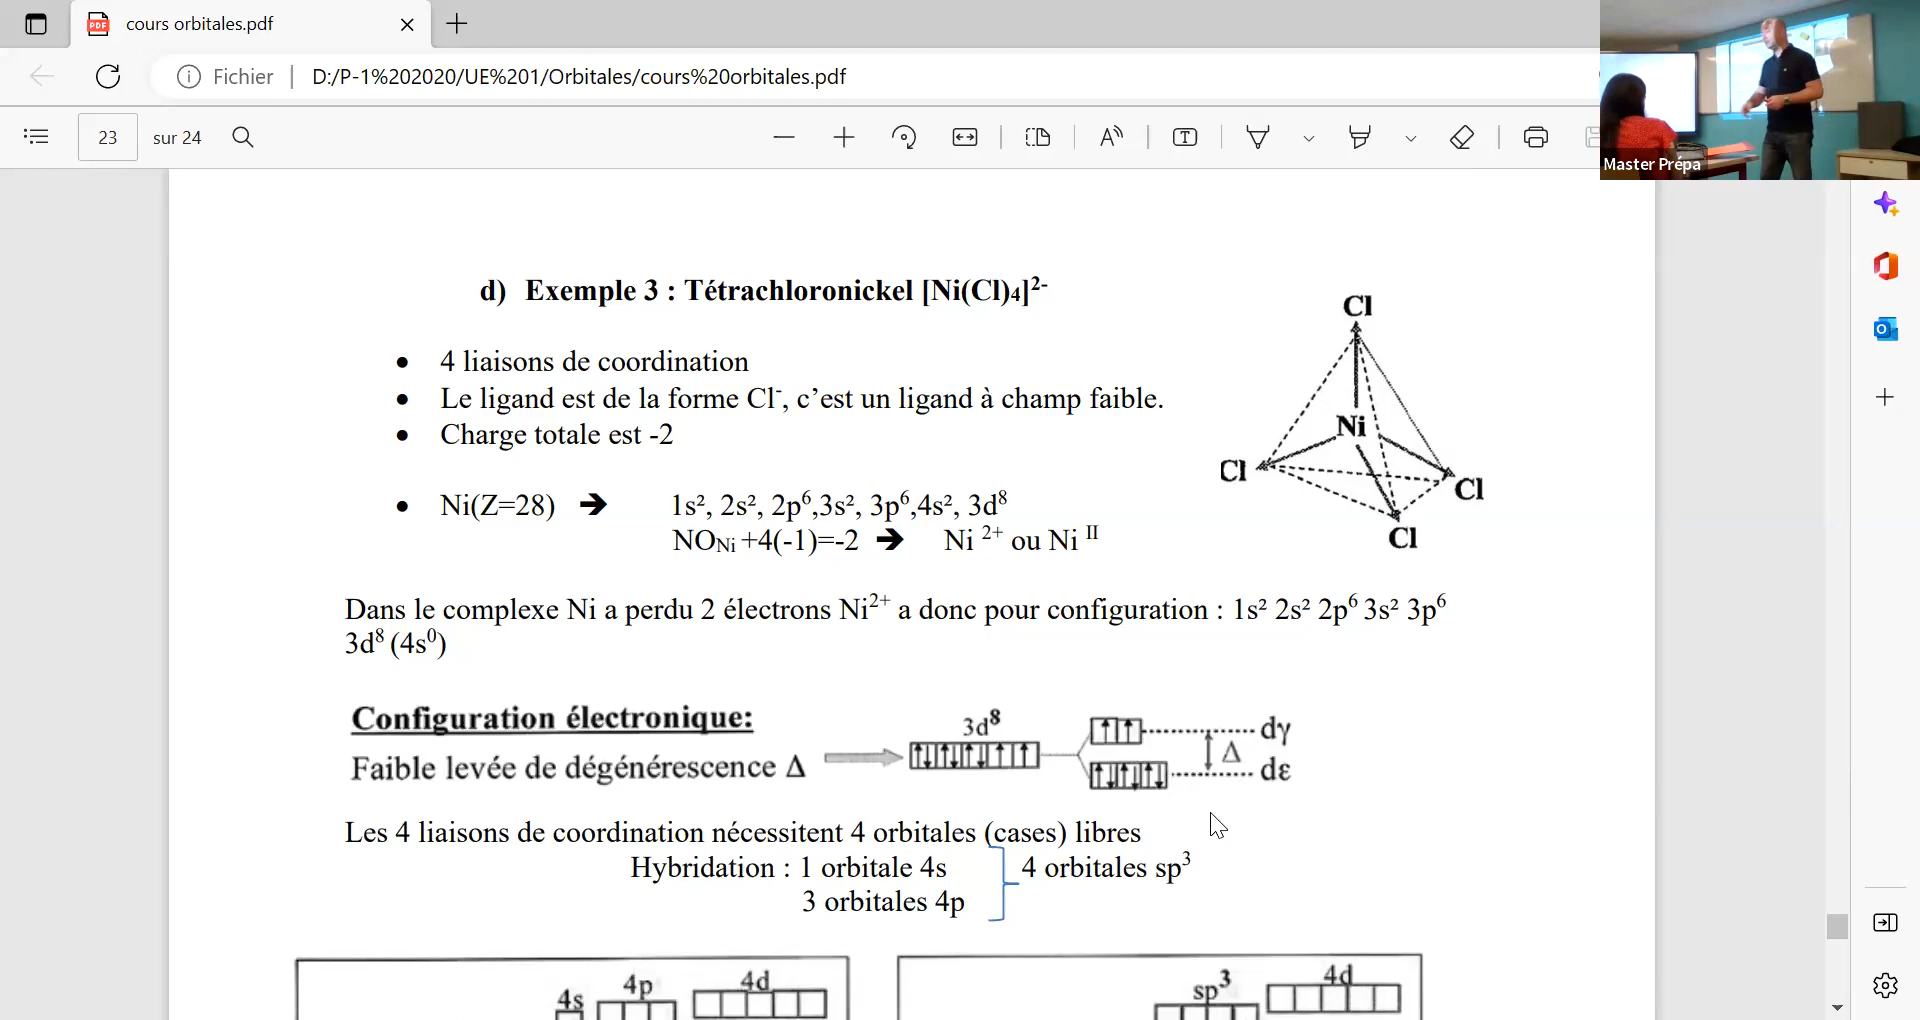 cours orbitales.pdf
Fichier | D:/P-1%202020/UE%201/Orbitales/cours%20orbitales.pdf
23 sur 24
Master Prépa
d) Exemple 3 : Tétrachloronickel [Ni(Cl)₄]²⁻
• 4 liaisons de coordination
• Le ligand est de la forme Cl⁻, c’est un ligand à champ faible.
• Charge totale est -2
• Ni(Z=28) ➔ 1s², 2s², 2p⁶,3s², 3p⁶,4s², 3d⁸
NONi +4(-1)=-2 ➔ Ni ²⁺ ou Ni ᴵᴵ
Cl
Ni
Cl
Cl
Cl
Dans le complexe Ni a perdu 2 électrons Ni²⁺ a donc pour configuration : 1s² 2s² 2p⁶ 3s² 3p⁶
3d⁸ (4s⁰)
Configuration électronique:
Faible levée de dégénérescence Δ
3d⁸
dγ
Δ
dε
Les 4 liaisons de coordination nécessitent 4 orbitales (cases) libres
Hybridation : 1 orbitale 4s
3 orbitales 4p
4 orbitales sp³
4s 4p 4d
sp³ 4d